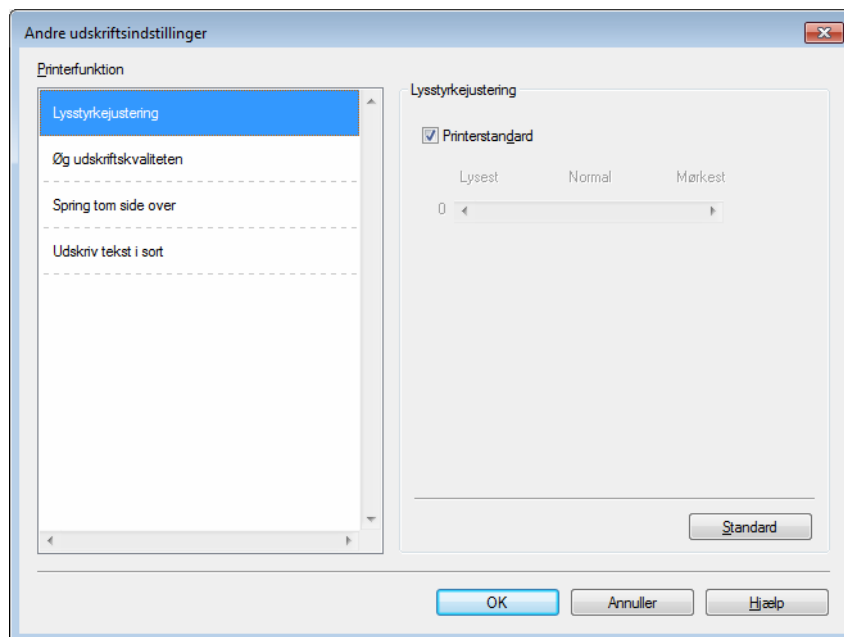 Andre udskriftsindstillinger
Printerfunktion
Lysstyrkejustering
Øg udskriftskvaliteten
Spring tom side over
Udskriv tekst i sort
Lysstyrkejustering
Printerstandard
Lysest Normal Mørkest
0
Standard
OK Annuller Hjælp